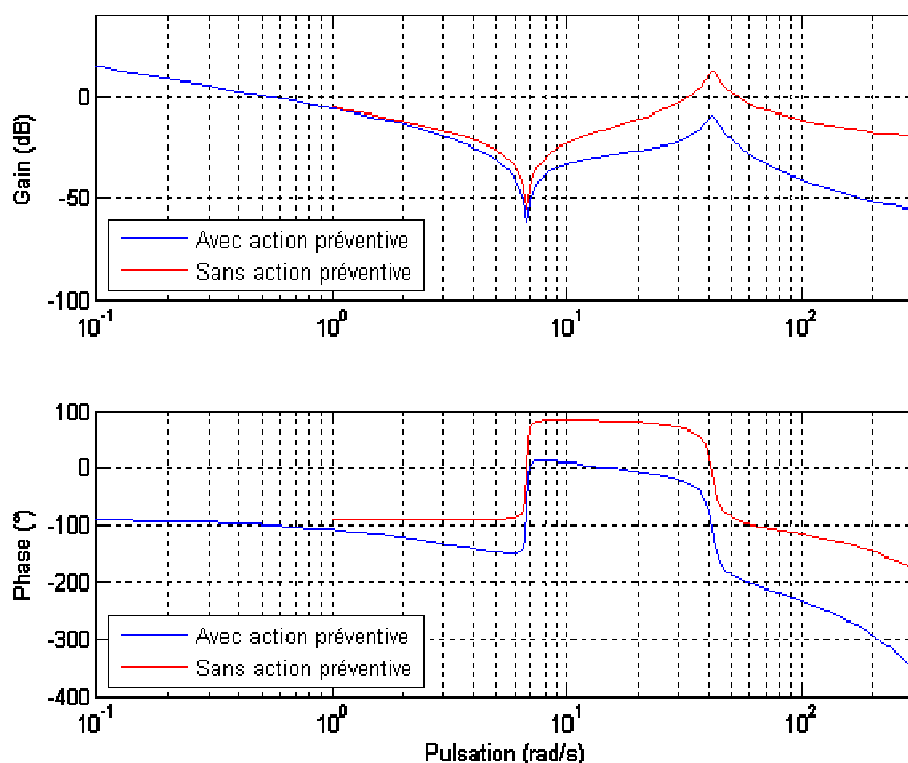 Gain (dB)
0
-50
-100
Avec action préventive
Sans action préventive
10^-1
10^0
10^1
10^2
Phase (°)
100
0
-100
-200
-300
-400
Avec action préventive
Sans action préventive
10^-1
10^0
10^1
10^2
Pulsation (rad/s)